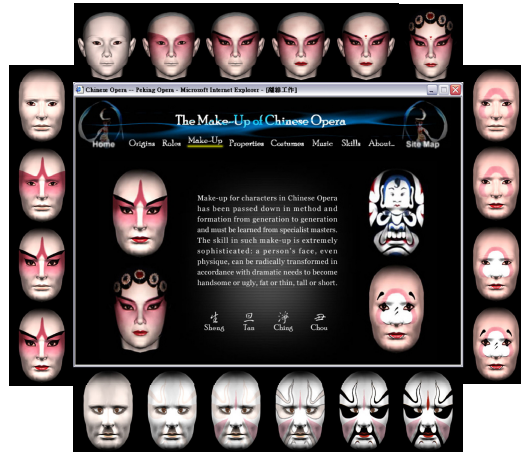 Chinese Opera -- Peking Opera - Microsoft Internet Explorer - [離線工作]
The Make-Up of Chinese Opera
Home Origins Roles Make-Up Properties Costumes Music Skills About... Site Map
Make-up for characters in Chinese Opera
has been passed down in method and
formation from generation to generation
and must be learned from specialist masters.
The skill in such make-up is extremely
sophisticated: a person's face, even
physique, can be radically transformed in
accordance with dramatic needs to become
handsome or ugly, fat or thin, tall or short.
生 旦 淨 丑
Sheng Tan Ching Chou